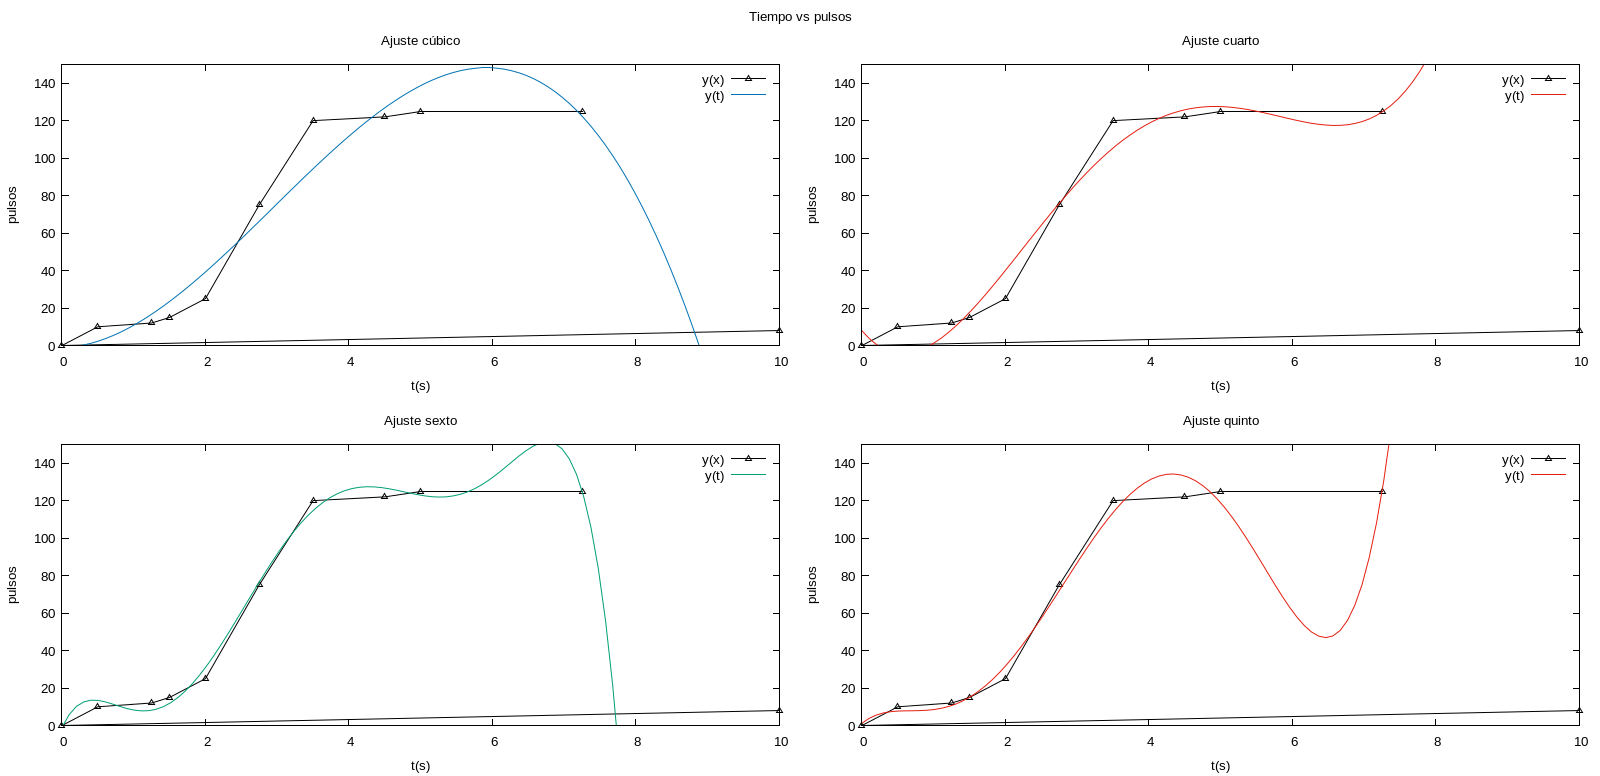 Tiempo vs pulsos
Ajuste cúbico
140
120
100
80
60
40
20
0
0 2 4 6 8 10
pulsos
t(s)
y(x)
y(t)
Ajuste cuarto
140
120
100
80
60
40
20
0
0 2 4 6 8 10
pulsos
t(s)
y(x)
y(t)
Ajuste sexto
140
120
100
80
60
40
20
0
0 2 4 6 8 10
pulsos
t(s)
y(x)
y(t)
Ajuste quinto
140
120
100
80
60
40
20
0
0 2 4 6 8 10
pulsos
t(s)
y(x)
y(t)